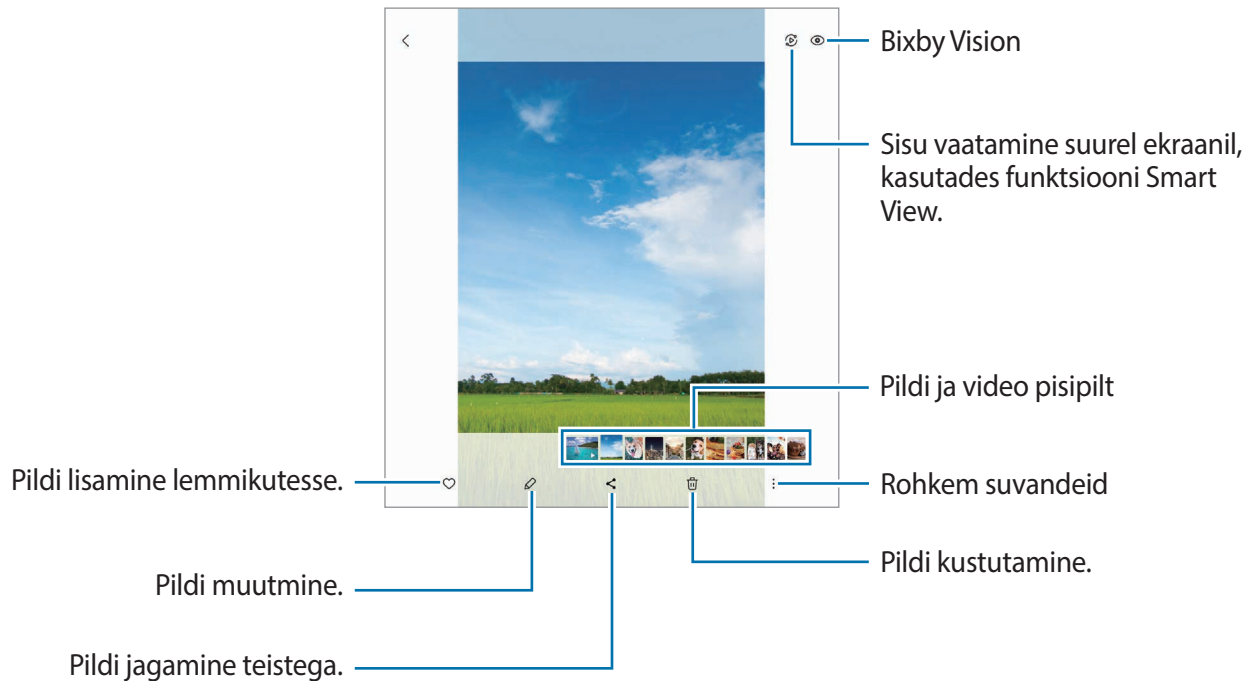 Bixby Vision
Sisu vaatamine suurel ekraanil,
kasutades funktsiooni Smart
View.
Pildi ja video pisipilt
Pildi lisamine lemmikutesse.
Rohkem suvandeid
Pildi kustutamine.
Pildi muutmine.
Pildi jagamine teistega.